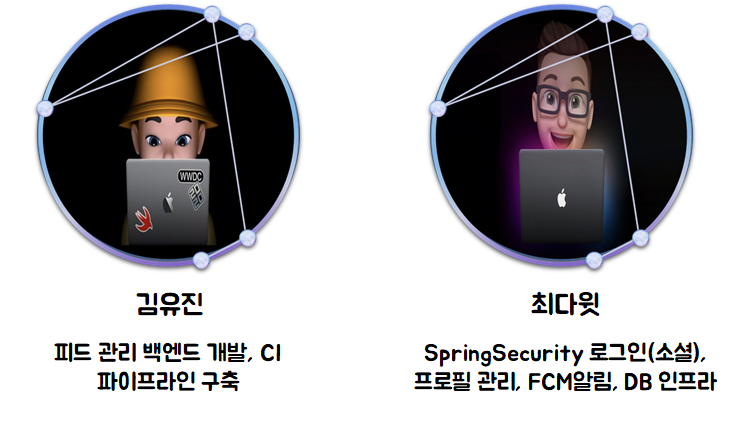 WWDC
김유진
피드 관리 백엔드 개발, CI
파이프라인 구축
최다윗
SpringSecurity 로그인(소셜),
프로필 관리, FCM알림, DB 인프라